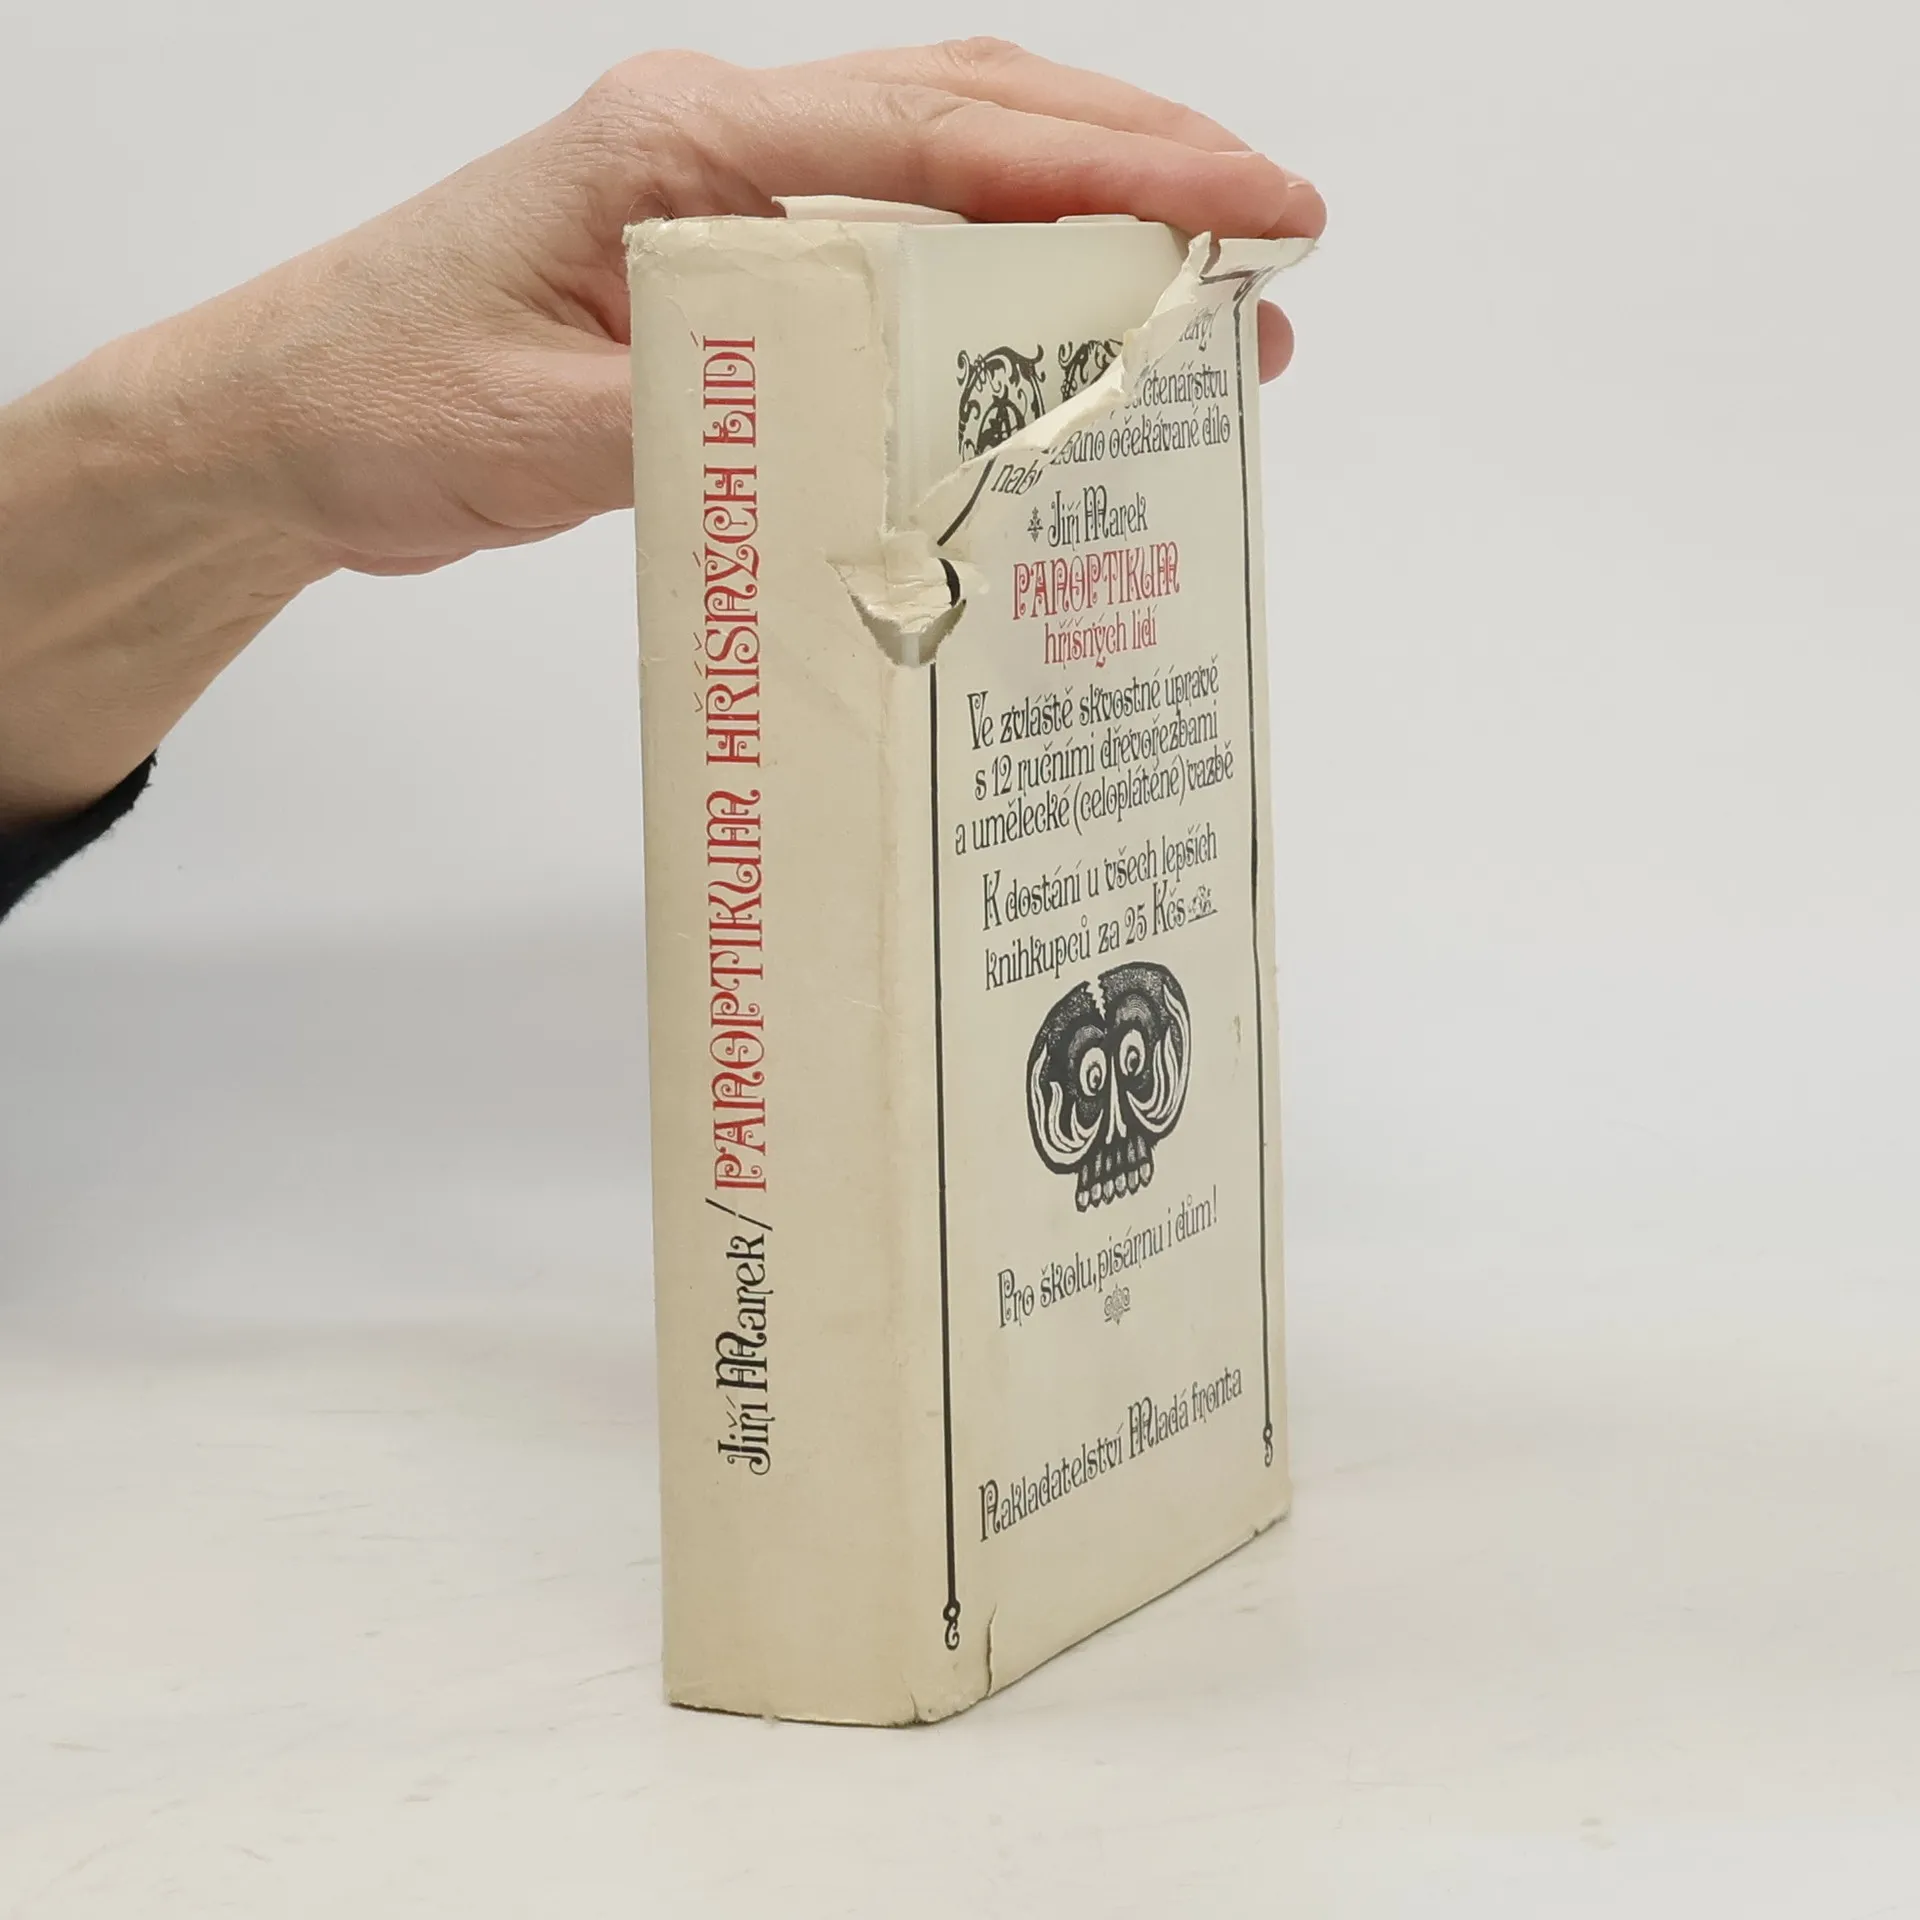 Jiří Marek / PANOPTIKUM HŘÍŠNÝCH LIDÍ
čtenářstvu
očekávané dílo
Jiří Marek
PANOPTIKUM
hříšných lidí
Ve zvláště skvostné úpravě
s 12 ručními dřevořezbami
a umělecké (celoplátěné) vazbě
K dostání u všech lepších
knihkupců za 25 Kčs
Pro školu, pisárnu i dům!
Nakladatelství Mladá fronta